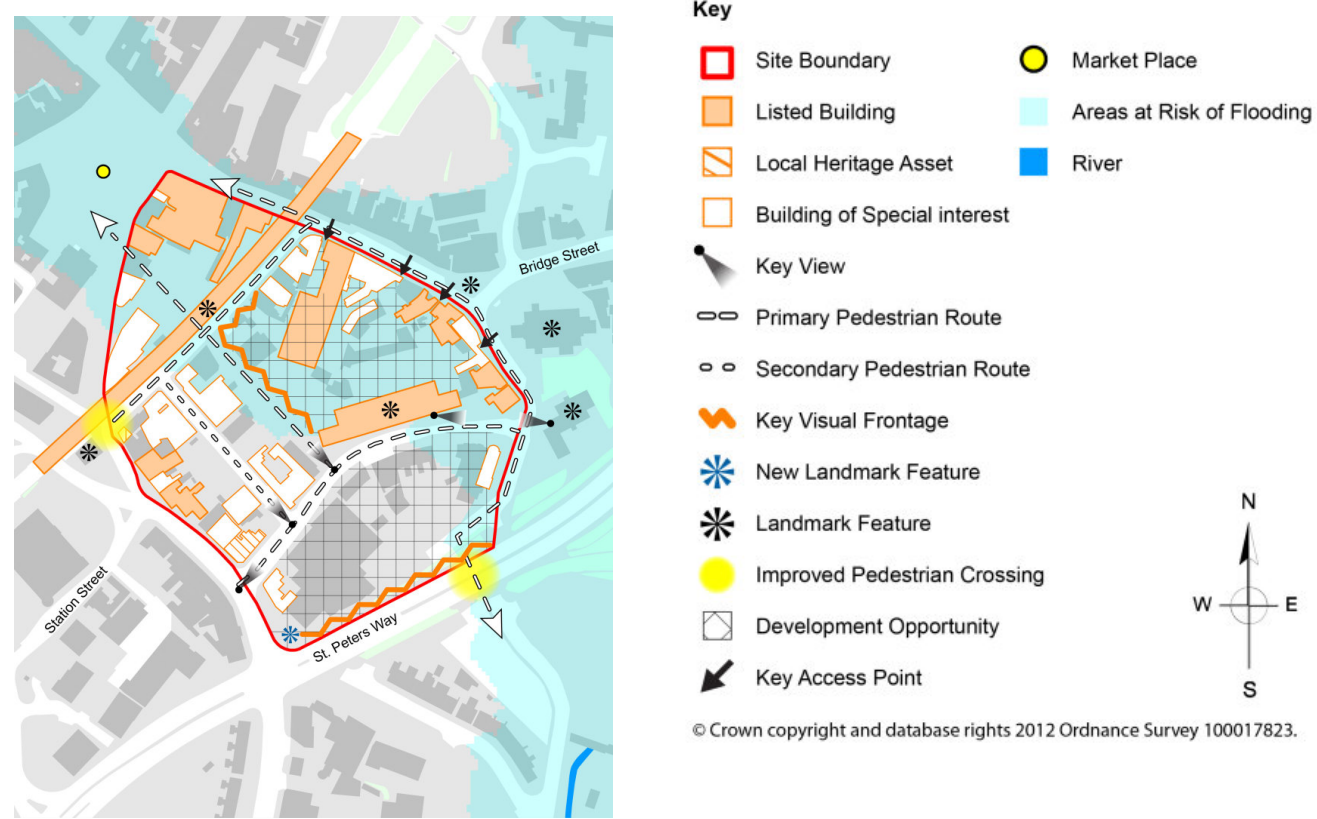 Bridge Street
Station Street
St. Peters Way
Key
Site Boundary
Listed Building
Local Heritage Asset
Building of Special interest
Key View
Primary Pedestrian Route
Secondary Pedestrian Route
Key Visual Frontage
New Landmark Feature
Landmark Feature
Improved Pedestrian Crossing
Development Opportunity
Key Access Point
Market Place
Areas at Risk of Flooding
River
N
W
E
S
© Crown copyright and database rights 2012 Ordnance Survey 100017823.